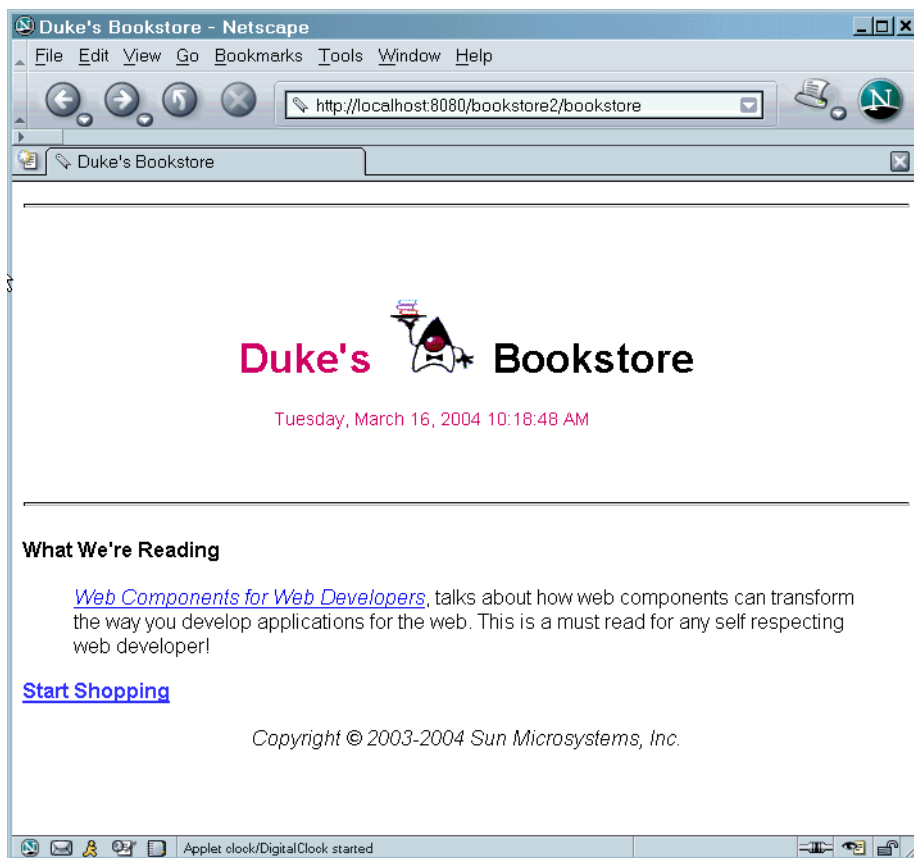 Duke's Bookstore - Netscape
File Edit View Go Bookmarks Tools Window Help
http://localhost:8080/bookstore2/bookstore
N
Duke's Bookstore
Duke's Bookstore
Tuesday, March 16, 2004 10:18:48 AM
What We're Reading
Web Components for Web Developers, talks about how web components can transform
the way you develop applications for the web. This is a must read for any self respecting
web developer!
Start Shopping
Copyright © 2003-2004 Sun Microsystems, Inc.
Applet clock/DigitalClock started